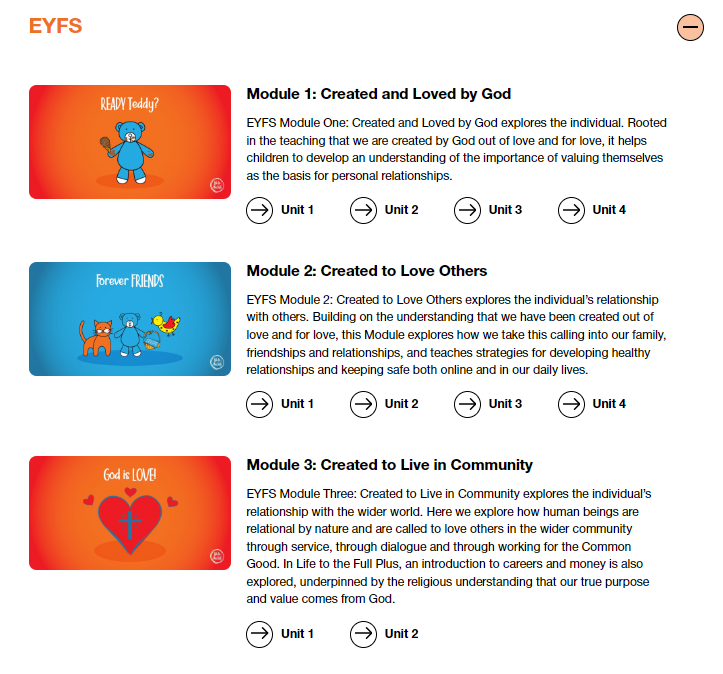 EYFS
READY Teddy?
Module 1: Created and Loved by God
EYFS Module One: Created and Loved by God explores the individual. Rooted
in the teaching that we are created by God out of love and for love, it helps
children to develop an understanding of the importance of valuing themselves
as the basis for personal relationships.
Unit 1
Unit 2
Unit 3
Unit 4
Forever FRIENDS
Module 2: Created to Love Others
EYFS Module 2: Created to Love Others explores the individual’s relationship
with others. Building on the understanding that we have been created out of
love and for love, this Module explores how we take this calling into our family,
friendships and relationships, and teaches strategies for developing healthy
relationships and keeping safe both online and in our daily lives.
Unit 1
Unit 2
Unit 3
Unit 4
God is LOVE!
Module 3: Created to Live in Community
EYFS Module Three: Created to Live in Community explores the individual’s
relationship with the wider world. Here we explore how human beings are
relational by nature and are called to love others in the wider community
through service, through dialogue and through working for the Common
Good. In Life to the Full Plus, an introduction to careers and money is also
explored, underpinned by the religious understanding that our true purpose
and value comes from God.
Unit 1
Unit 2